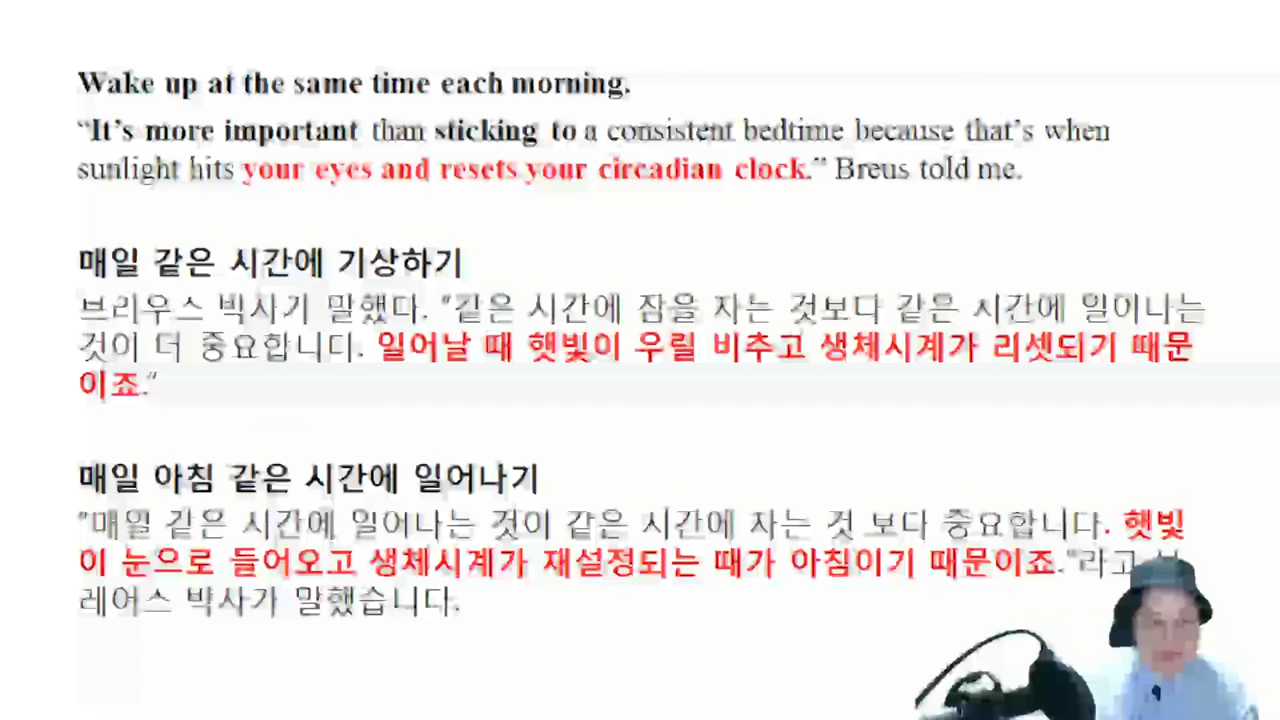 Wake up at the same time each morning.
“It’s more important than sticking to a consistent bedtime because that’s when
sunlight hits your eyes and resets your circadian clock.” Breus told me.
매일 같은 시간에 기상하기
브리우스 박사가 말했다. “같은 시간에 잠을 자는 것보다 같은 시간에 일어나는
것이 더 중요합니다. 일어날 때 햇빛이 우릴 비추고 생체시계가 리셋되기 때문
이죠.”
매일 아침 같은 시간에 일어나기
“매일 같은 시간에 일어나는 것이 같은 시간에 자는 것 보다 중요합니다. 햇빛
이 눈으로 들어오고 생체시계가 재설정되는 때가 아침이기 때문이죠.”라고
레어스 박사가 말했습니다.